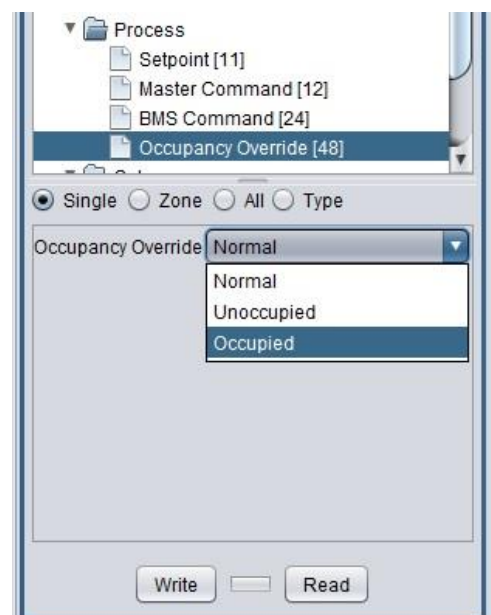 Process
Setpoint [11]
Master Command [12]
BMS Command [24]
Occupancy Override [48]
Single Zone All Type
Occupancy Override Normal
Normal
Unoccupied
Occupied
Write Read